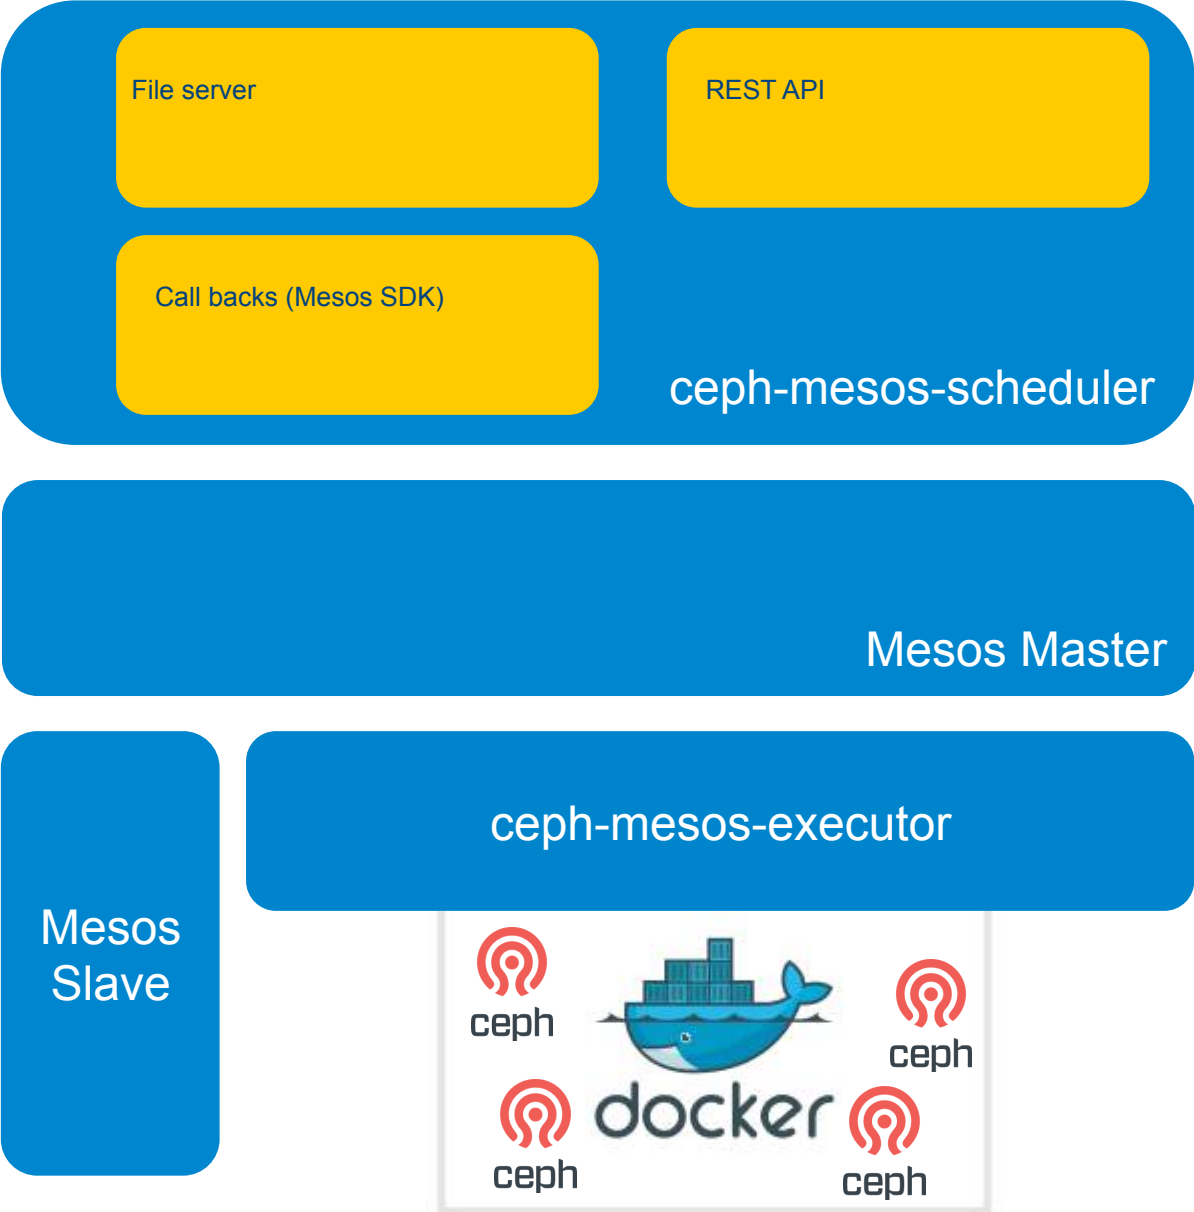 File server
REST API
Call backs (Mesos SDK)
ceph-mesos-scheduler
Mesos Master
ceph-mesos-executor
Mesos
Slave
ceph
ceph
docker
ceph
ceph